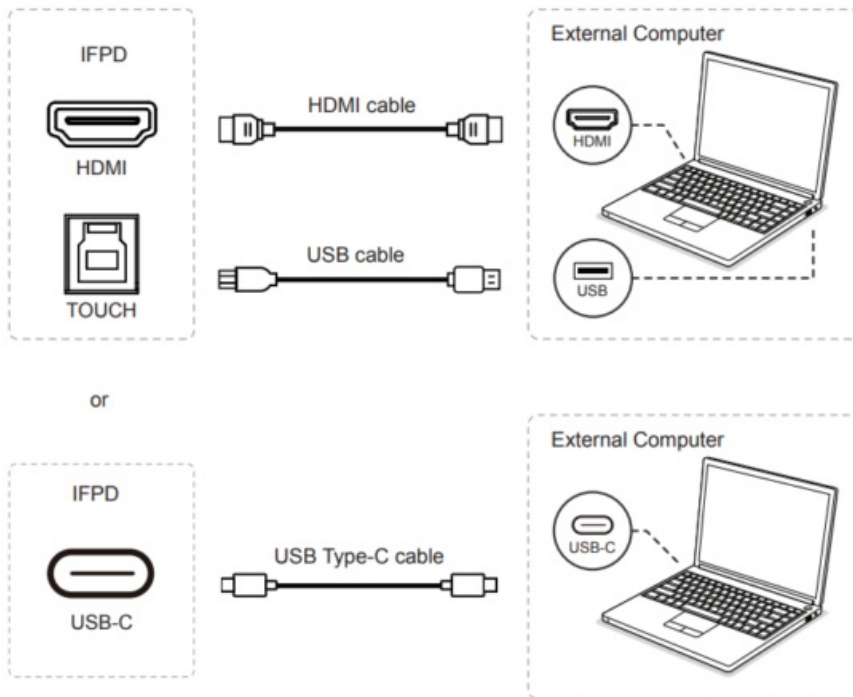 IFPD
HDMI
TOUCH
HDMI cable
USB cable
External Computer
HDMI
USB
or
IFPD
USB-C
USB Type-C cable
External Computer
USB-C